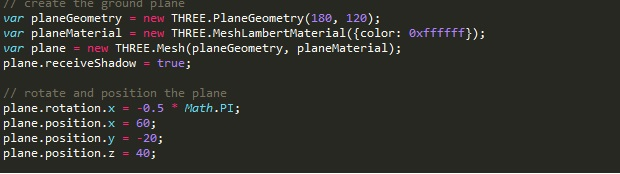 // create the ground plane
var planeGeometry = new THREE.PlaneGeometry(180, 120);
var planeMaterial = new THREE.MeshLambertMaterial({color: 0xffffff});
var plane = new THREE.Mesh(planeGeometry, planeMaterial);
plane.receiveShadow = true;
// rotate and position the plane
plane.rotation.x = -0.5 * Math.PI;
plane.position.x = 60;
plane.position.y = -20;
plane.position.z = 40;